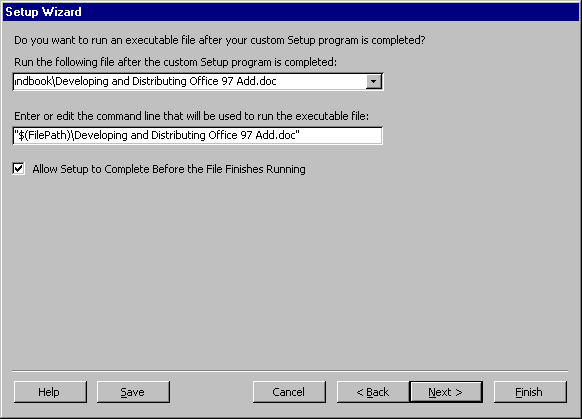 Setup Wizard
Do you want to run an executable file after your custom Setup program is completed?
Run the following file after the custom Setup program is completed:
ndbook\Developing and Distributing Office 97 Add.doc
Enter or edit the command line that will be used to run the executable file:
"$(FilePath)\Developing and Distributing Office 97 Add.doc"
Allow Setup to Complete Before the File Finishes Running
Help Save Cancel < Back Next > Finish